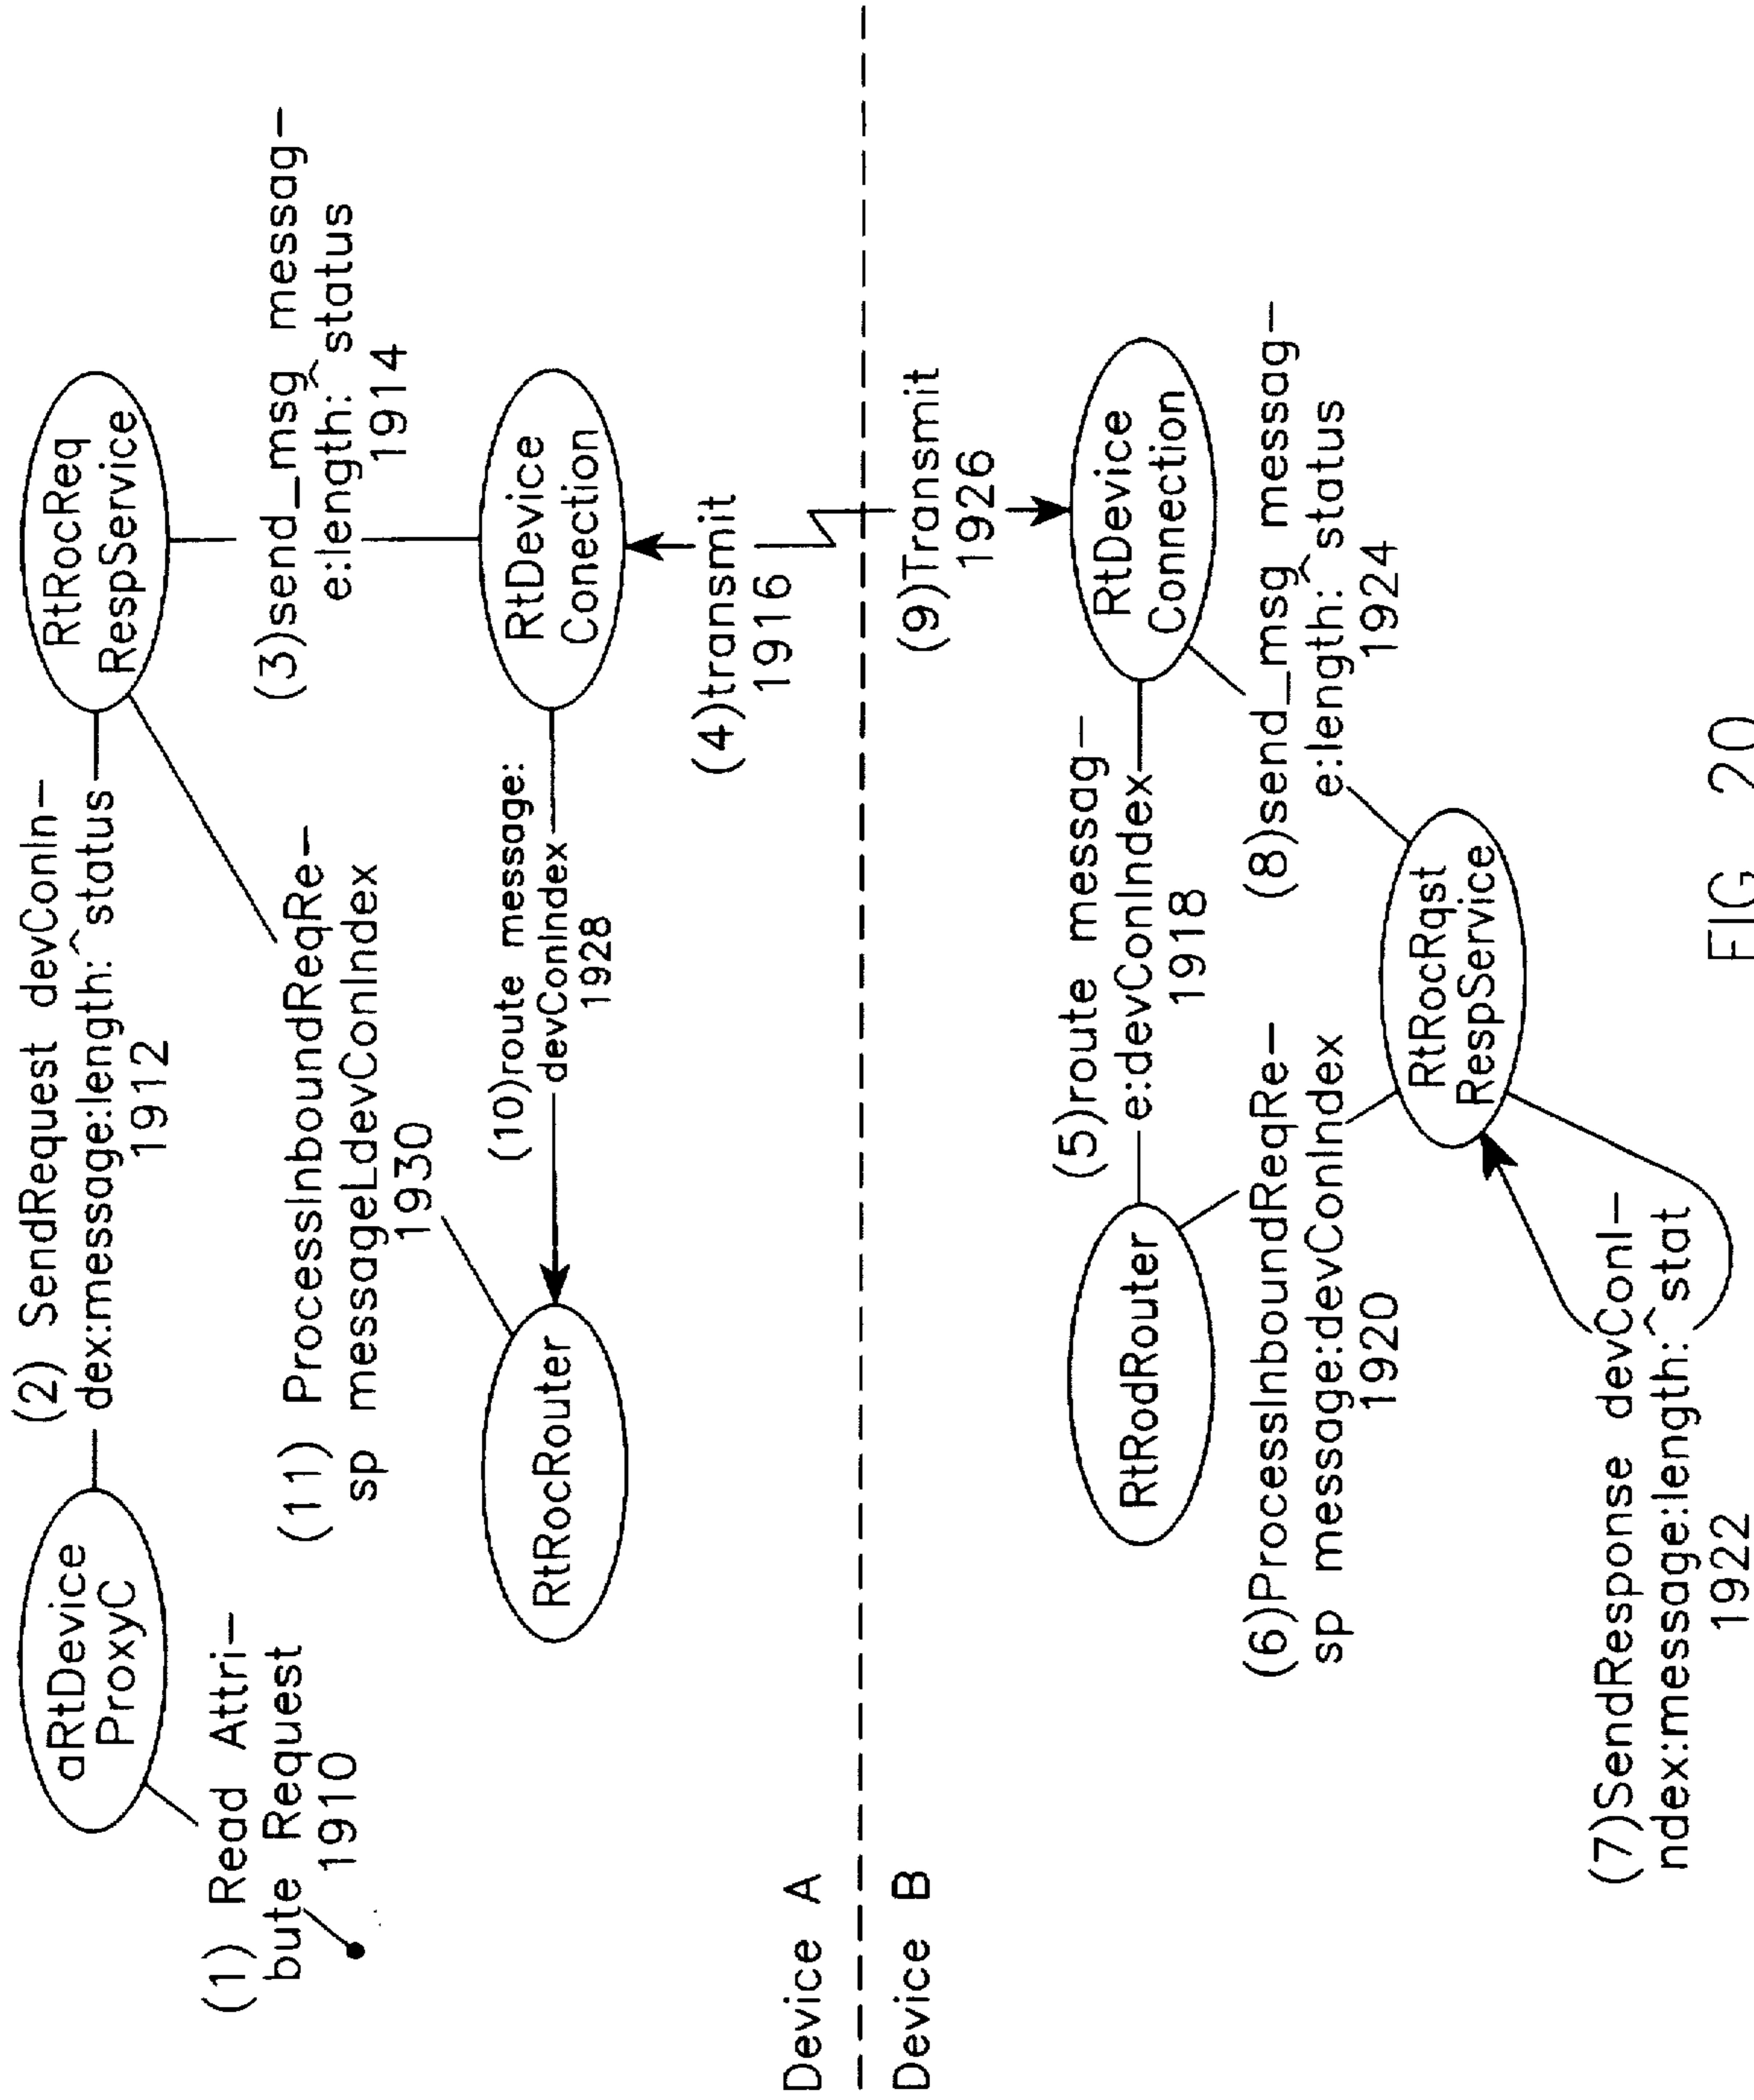 aRtDevice
ProxyC
(2) SendRequest devConIn-
dex:message:length:^status
1912
RtRocReq
RespService
(1) Read Attri-
bute Request
1910
(11) ProcessInboundReqRe-
sp messageLdevConIndex
1930
(3)send_msg messag-
e:length:^status
1914
RtRocRouter
(10)route message:
devConIndex
1928
RtDevice
Conection
(4)transmit
1916
Device A
Device B
(9)Transmit
1926
RtRodRouter
(5)route messag-
e:devConIndex
1918
RtDevice
Connection
(6)ProcessInboundReqRe-
sp message:devConIndex
1920
(8)send_msg messag-
e:length:^status
1924
RtRocRqst
RespService
(7)SendResponse devConI-
ndex:message:length:^stat
1922
FIG 20